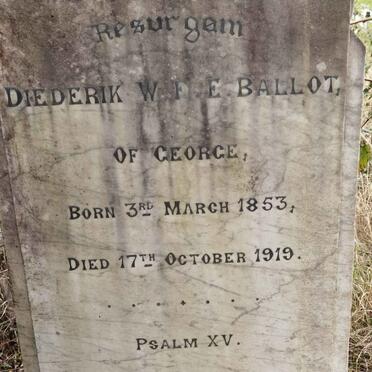 Resurgam
DIEDERIK W. F. E BALLOT,
OF GEORGE,
BORN 3RD MARCH 1853,
DIED 17TH OCTOBER 1919.
PSALM XV.